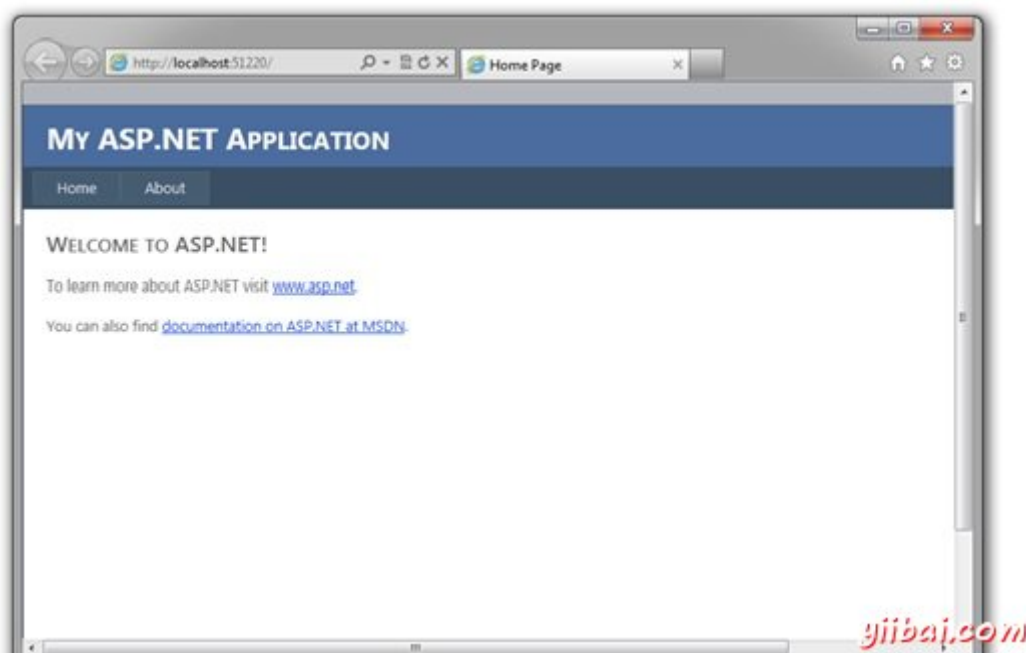 http://localhost:51220/
Home Page
MY ASP.NET APPLICATION
Home About
WELCOME TO ASP.NET!
To learn more about ASP.NET visit www.asp.net.
You can also find documentation on ASP.NET at MSDN.
yiibai.com